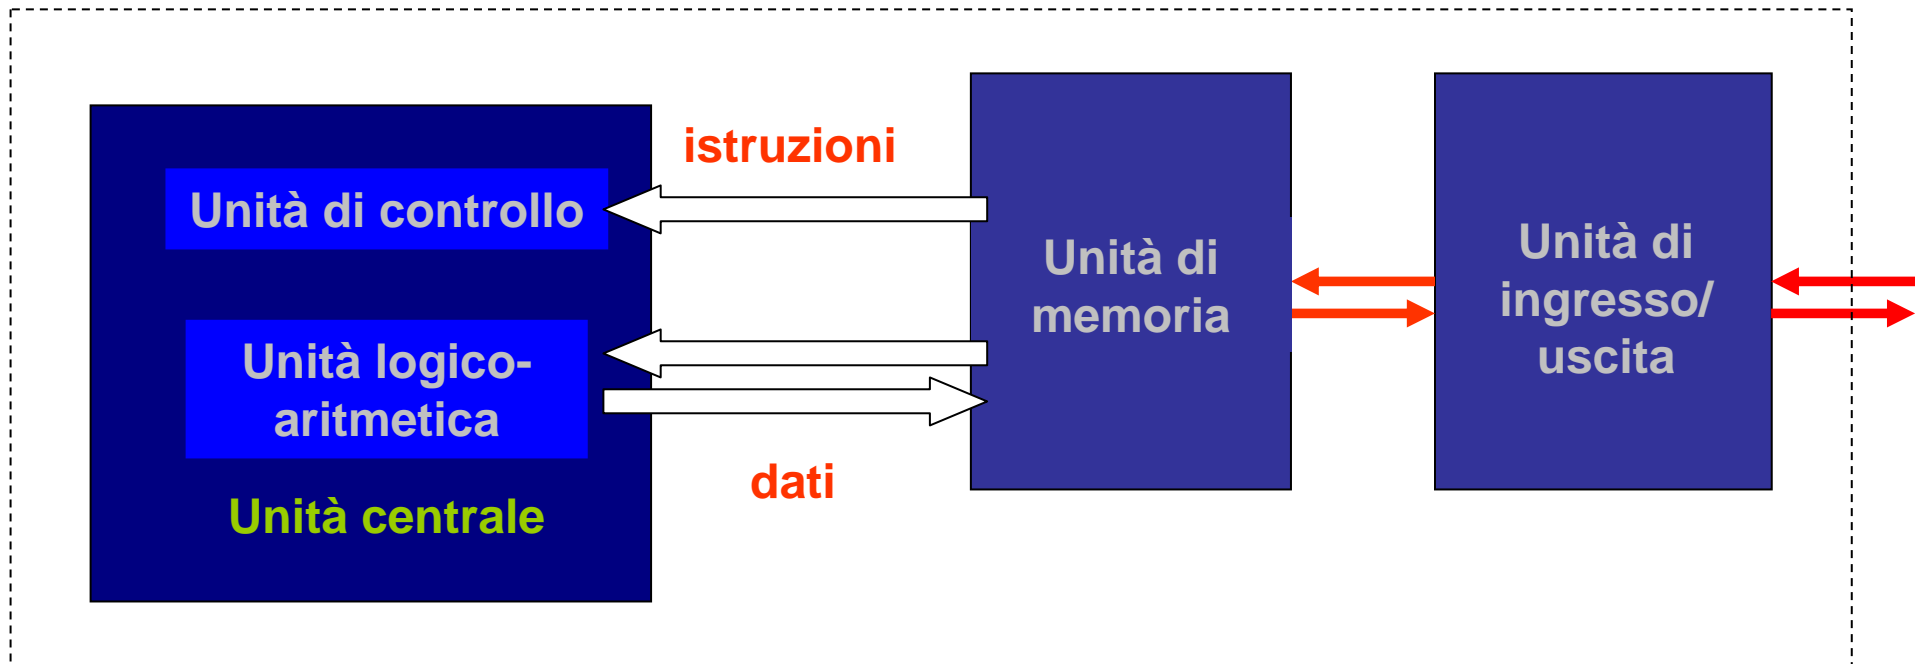 istruzioni
Unità di controllo
Unità logico-
aritmetica
Unità centrale
dati
Unità di
memoria
Unità di
ingresso/
uscita